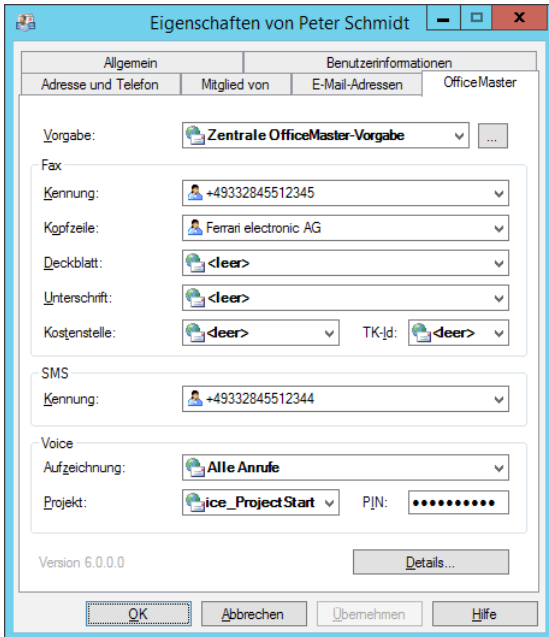 Eigenschaften von Peter Schmidt
Allgemein Benutzerinformationen
Adresse und Telefon Mitglied von E-Mail-Adressen OfficeMaster
Vorgabe: Zentrale OfficeMaster-Vorgabe ...
Fax
Kennung: +49332845512345
Kopfzeile: Ferrari electronic AG
Deckblatt: <leer>
Unterschrift: <leer>
Kostenstelle: <leer> TK-Id: <leer>
SMS
Kennung: +49332845512344
Voice
Aufzeichnung: Alle Anrufe
Projekt: ice_ProjectStart PIN: ●●●●●●●●●●
Version 6.0.0.0 Details...
OK Abbrechen Übernehmen Hilfe